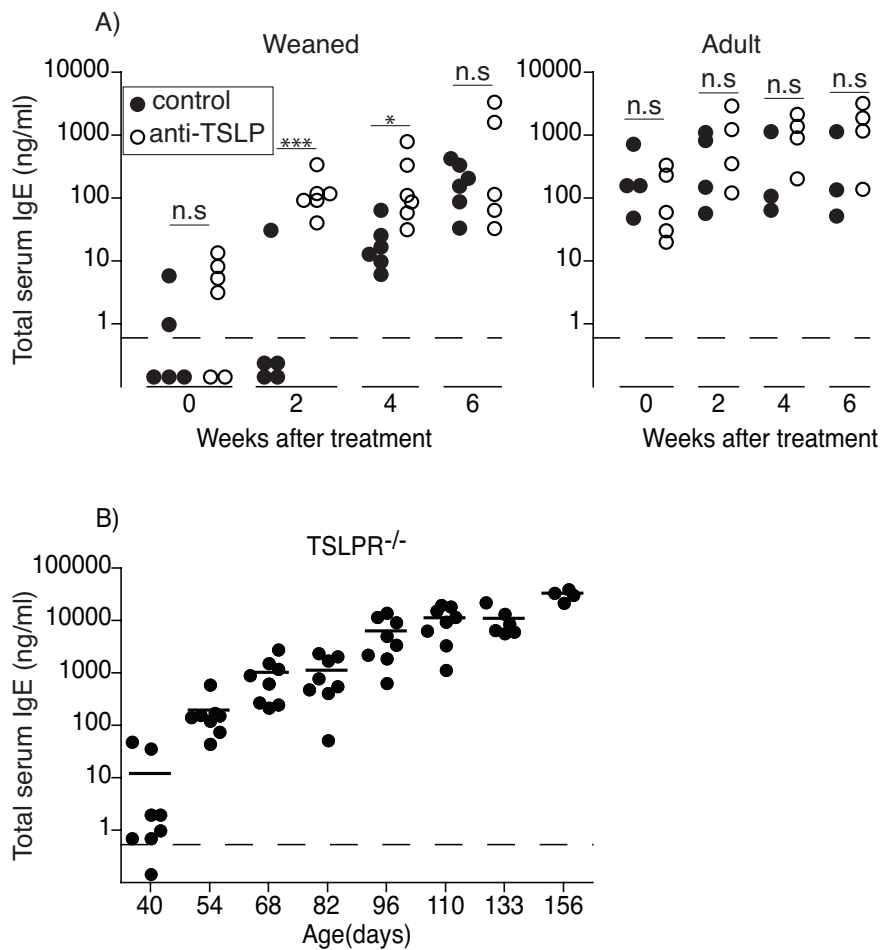 A)
Weaned
Adult
Total serum IgE (ng/ml)
10000
1000
100
10
1
control
anti-TSLP
n.s
***
*
n.s
0
2
4
6
Weeks after treatment
10000
1000
100
10
1
n.s
n.s
n.s
n.s
0
2
4
6
Weeks after treatment
B)
TSLPR-/-
Total serum IgE (ng/ml)
100000
10000
1000
100
10
1
40
54
68
82
96
110
133
156
Age(days)